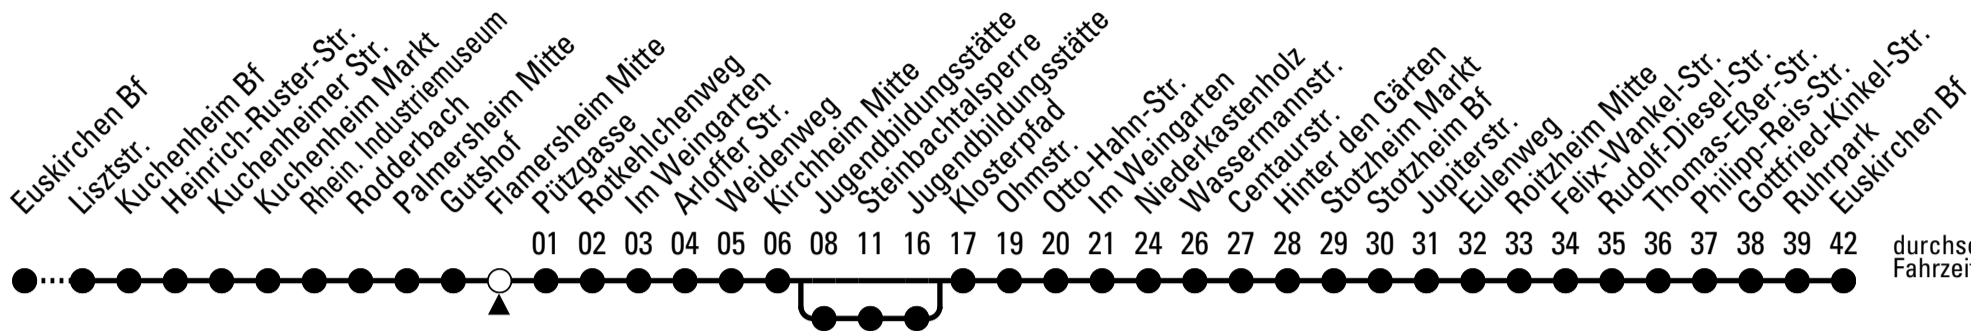 Euskirchen Bf
Lisztstr.
Kuchenheim Bf
Heinrich-Ruster-Str.
Kuchenheimer Str.
Kuchenheim Markt
Rhein. Industriemuseum
Rodderbach
Palmersheim Mitte
Gutshof
Flamersheim Mitte
Pützgasse
Rotkehlchenweg
Im Weingarten
Arloffer Str.
Weidenweg
Kirchheim Mitte
Jugendbildungsstätte
Steinbachtalsperre
Jugendbildungsstätte
Klosterpfad
Ohmstr.
Otto-Hahn-Str.
Im Weingarten
Niederkastenholz
Wassermannstr.
Centaurstr.
Hinter den Gärten
Stotzheim Markt
Stotzheim Bf
Jupiterstr.
Eulenweg
Roitzheim Mitte
Felix-Wankel-Str.
Rudolf-Diesel-Str.
Thomas-Eßer-Str.
Philipp-Reis-Str.
Gottfried-Kinkel-Str.
Ruhrpark
Euskirchen Bf
01 02 03 04 05 06 08 11 16 17 19 20 21 24 26 27 28 29 30 31 32 33 34 35 36 37 38 39 42